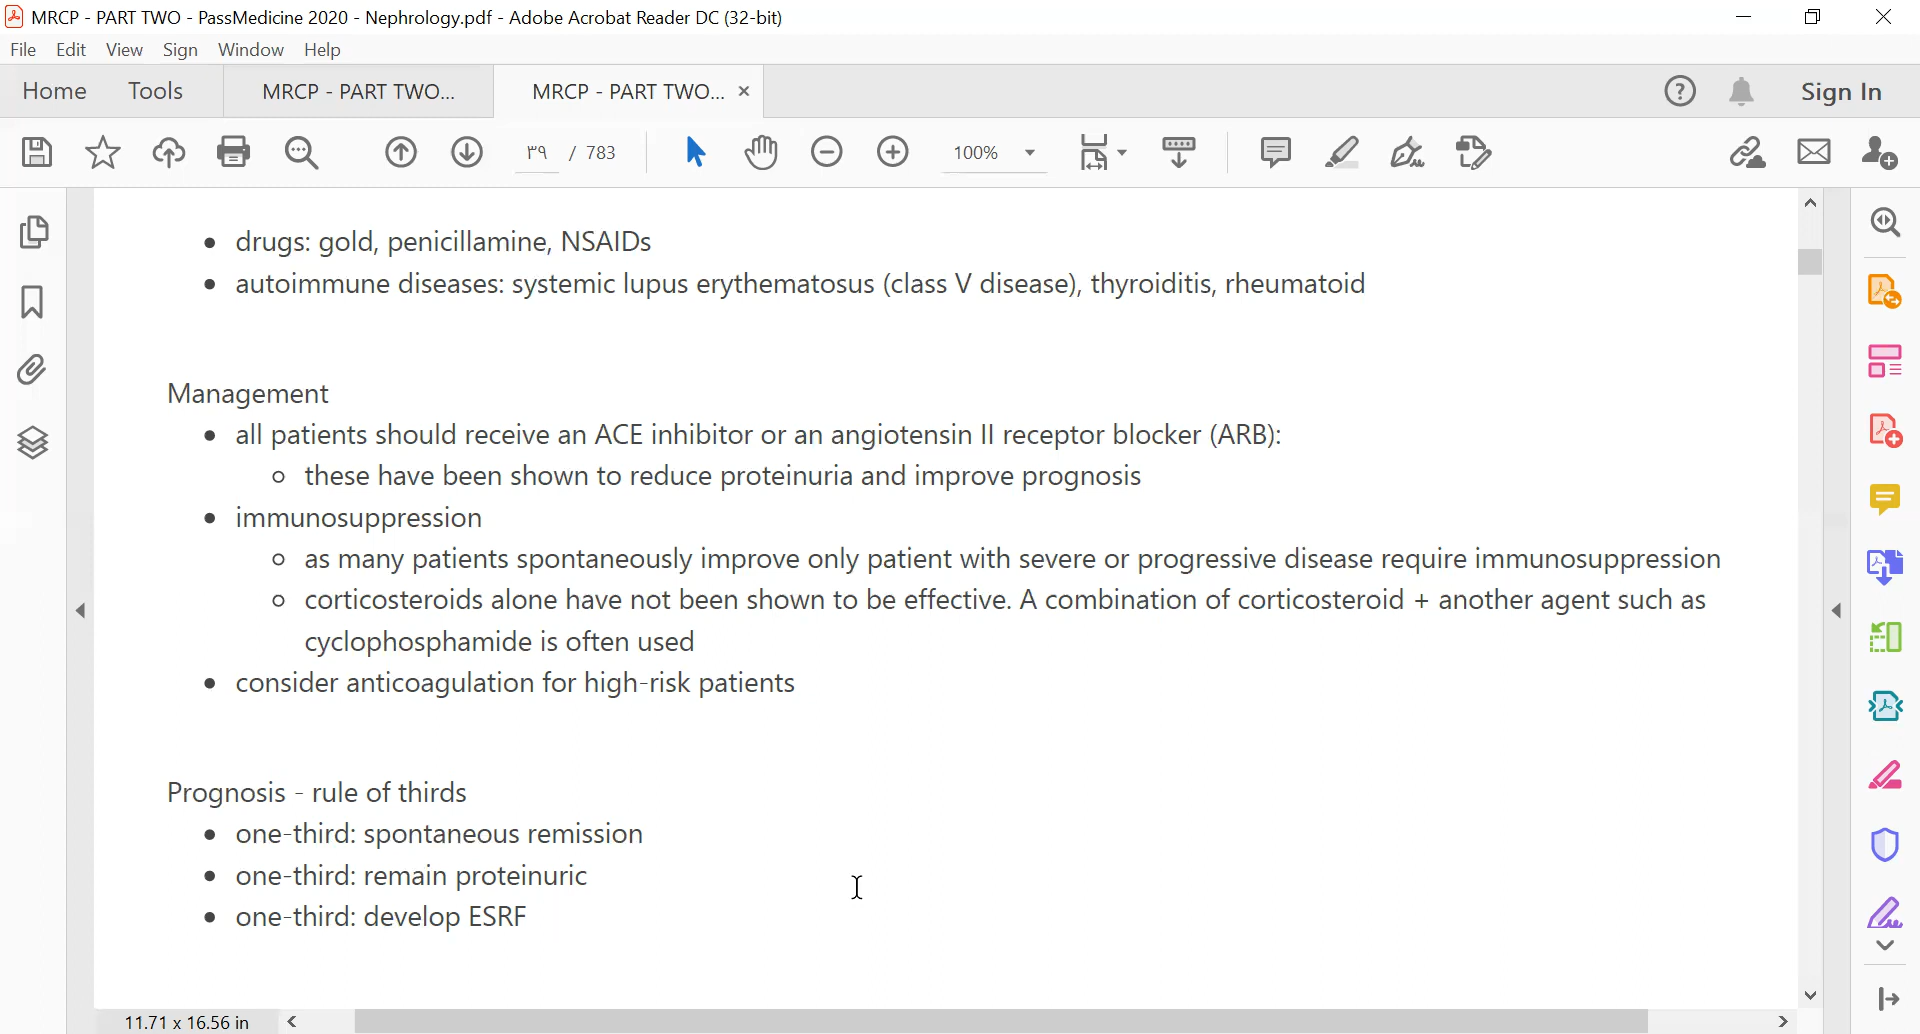 MRCP - PART TWO - PassMedicine 2020 - Nephrology.pdf - Adobe Acrobat Reader DC (32-bit)
File Edit View Sign Window Help
Home Tools MRCP - PART TWO... MRCP - PART TWO... × Sign In
٣٩ / 783 100%
• drugs: gold, penicillamine, NSAIDs
• autoimmune diseases: systemic lupus erythematosus (class V disease), thyroiditis, rheumatoid
Management
• all patients should receive an ACE inhibitor or an angiotensin II receptor blocker (ARB):
o these have been shown to reduce proteinuria and improve prognosis
• immunosuppression
o as many patients spontaneously improve only patient with severe or progressive disease require immunosuppression
o corticosteroids alone have not been shown to be effective. A combination of corticosteroid + another agent such as
cyclophosphamide is often used
• consider anticoagulation for high-risk patients
Prognosis - rule of thirds
• one-third: spontaneous remission
• one-third: remain proteinuric
• one-third: develop ESRF
11.71 x 16.56 in